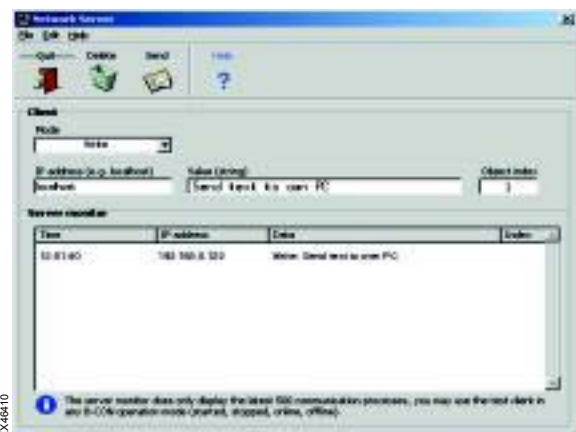 Network Server
File Edit Help
Quit Delete Send Help
Client
Mode
Write
IP address (e.g. localhost) Value (string) Object index
localhost Send text to own PC 1
Server monitor
Time IP address Data Index
Write: Send text to own PC
The server monitor does only display the latest 500 communication processes, you may use the test client in
any B-CON operation mode (started, stopped, online, offline).
X46410